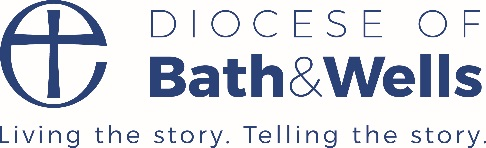 DIOCESE OF
Bath&Wells
Living the story. Telling the story.